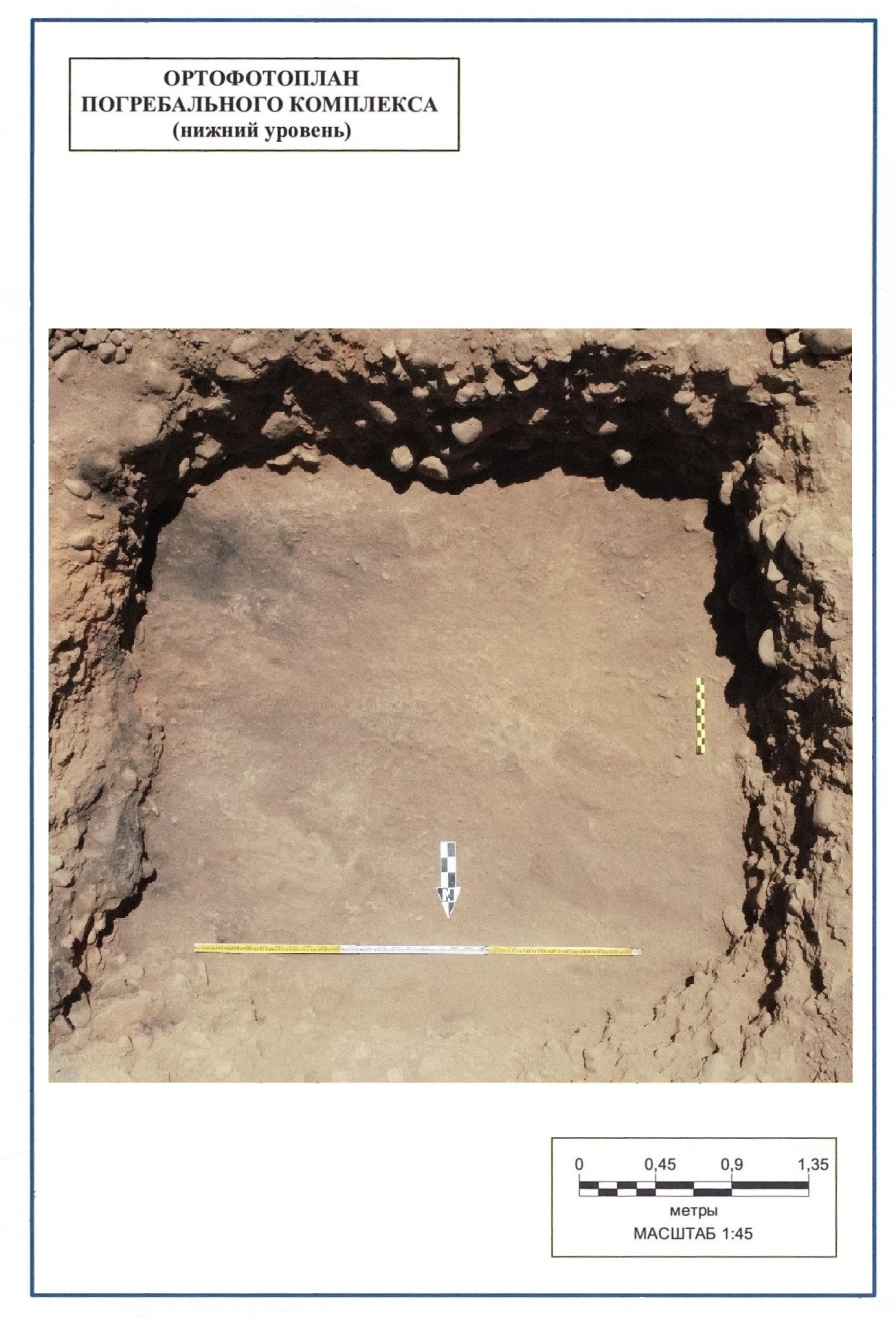 ОРТОФОТОПЛАН
ПОГРЕБАЛЬНОГО КОМПЛЕКСА
(нижний уровень)
N
0 0,45 0,9 1,35
метры
МАСШТАБ 1:45